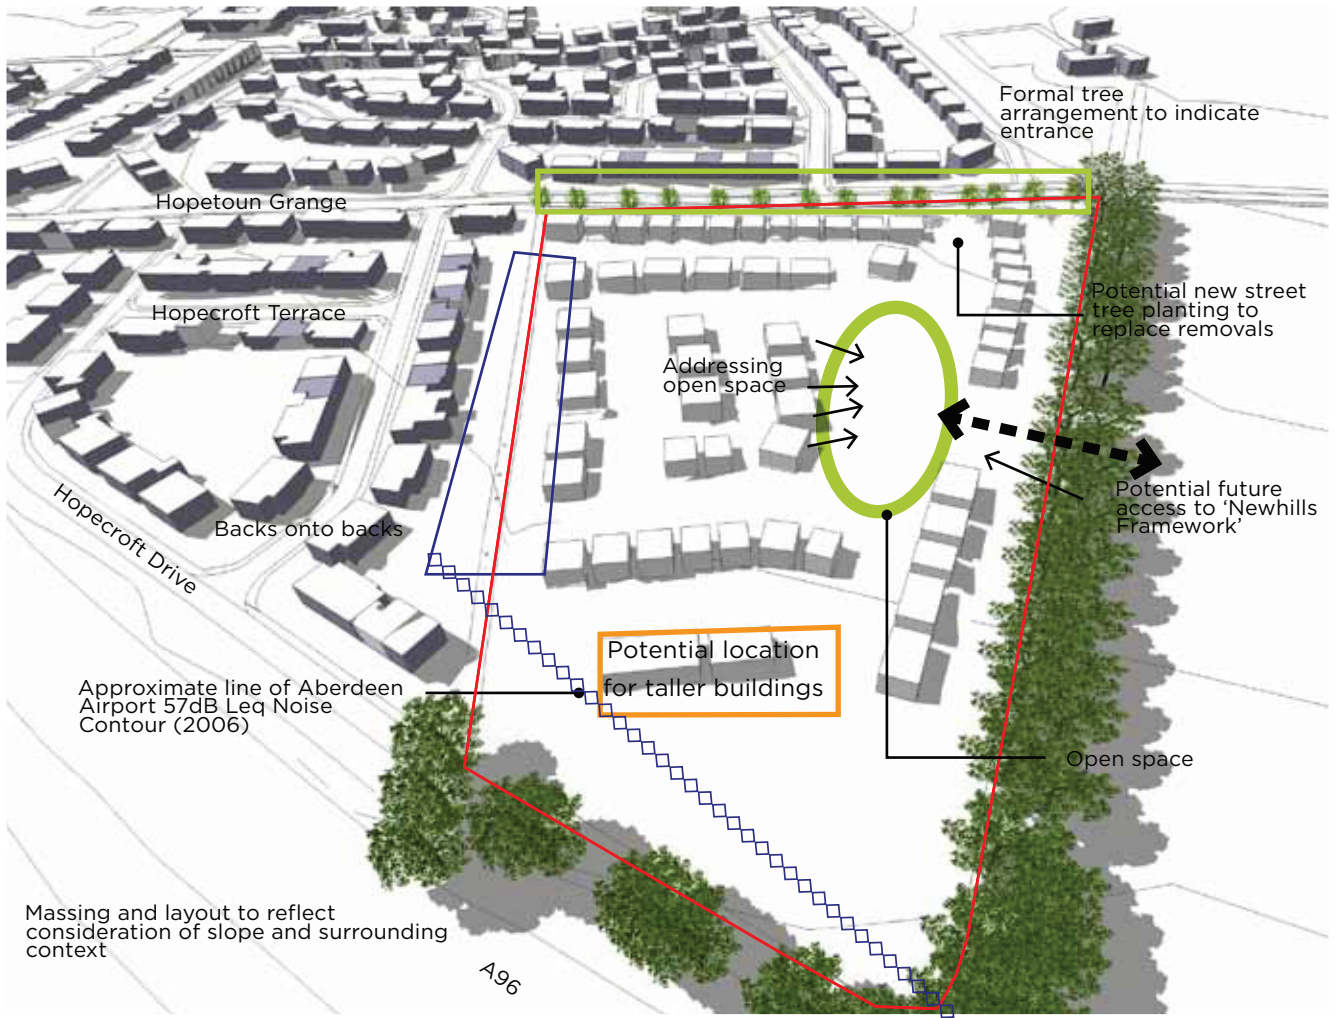 Formal tree
arrangement to indicate
entrance
Hopetoun Grange
Potential new street
tree planting to
replace removals
Hopecroft Terrace
Addressing
open space
Potential future
access to ‘Newhills
Framework’
Hopecroft Drive
Backs onto backs
Potential location
for taller buildings
Approximate line of Aberdeen
Airport 57dB Leq Noise
Contour (2006)
Open space
Massing and layout to reflect
consideration of slope and surrounding
context
A96